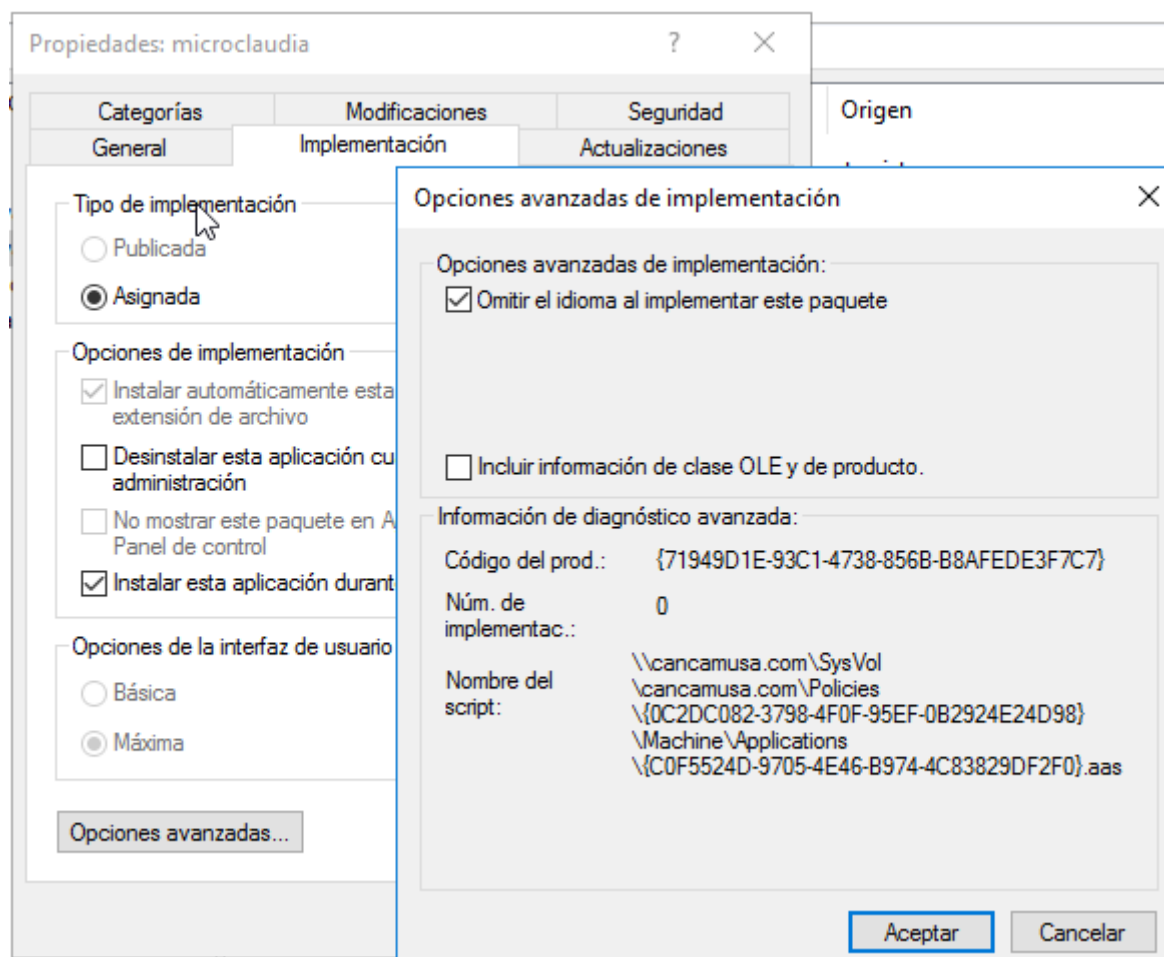 Propiedades: microclaudia
?
Categorías
Modificaciones
Seguridad
General
Implementación
Actualizaciones
Origen
Tipo de implementación
Publicada
Asignada
Opciones de implementación
Instalar automáticamente esta
extensión de archivo
Desinstalar esta aplicación cu
administración
No mostrar este paquete en A
Panel de control
Instalar esta aplicación durant
Opciones de la interfaz de usuario
Básica
Máxima
Opciones avanzadas...
Opciones avanzadas de implementación
Opciones avanzadas de implementación:
Omitir el idioma al implementar este paquete
Incluir información de clase OLE y de producto.
Información de diagnóstico avanzada:
Código del prod.: {71949D1E-93C1-4738-856B-B8AFEDE3F7C7}
Núm. de
implementac.:
0
Nombre del
script:
\\cancamusa.com\SysVol
\cancamusa.com\Policies
\{0C2DC082-3798-4F0F-95EF-0B2924E24D98}
\Machine\Applications
\{C0F5524D-9705-4E46-B974-4C83829DF2F0}.aas
Aceptar
Cancelar